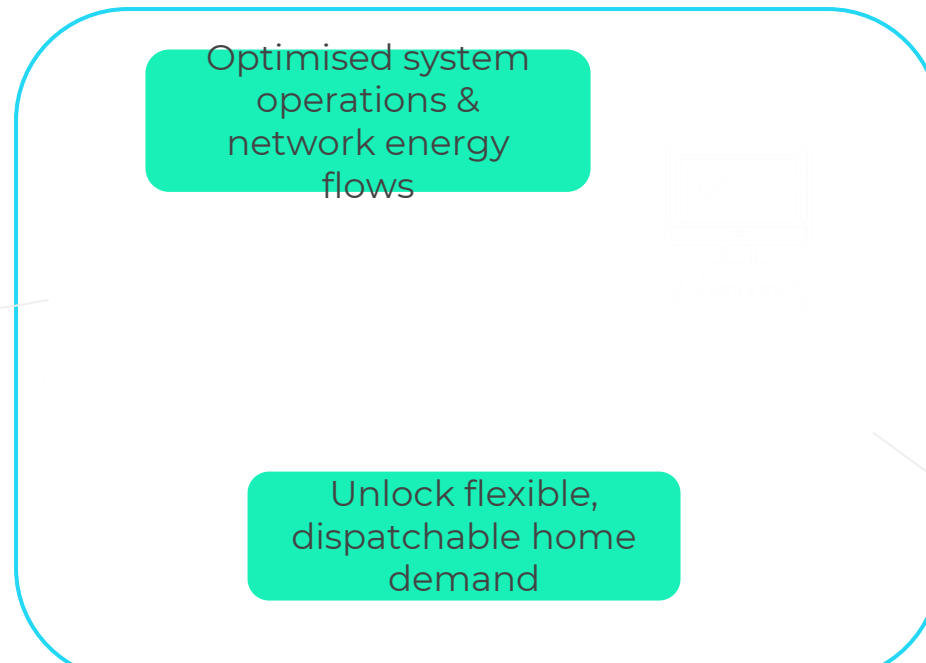 Optimised system
operations &
network energy
flows
Unlock flexible,
dispatchable home
demand